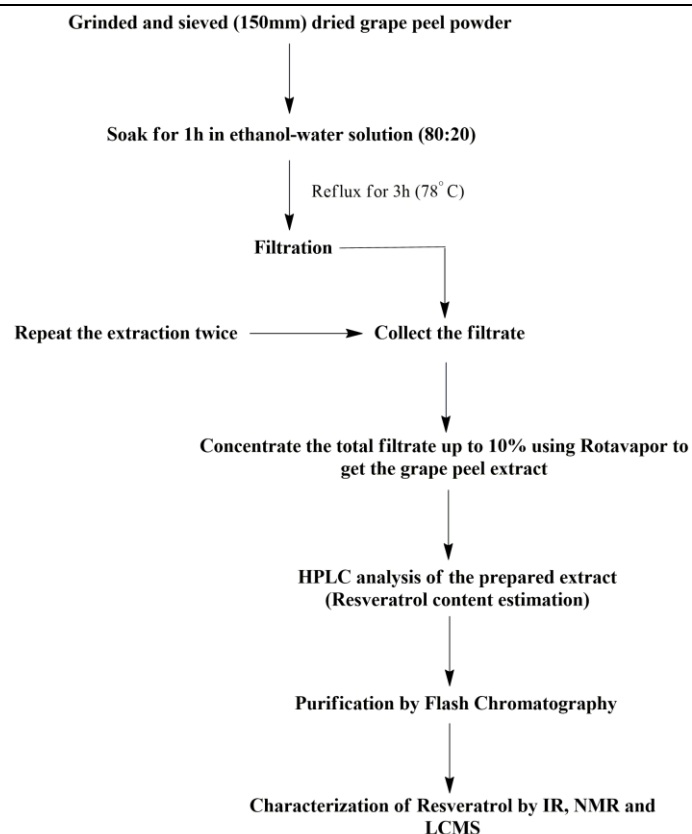 Grinded and sieved (150mm) dried grape peel powder
Soak for 1h in ethanol-water solution (80:20)
Reflux for 3h (78°C)
Filtration
Repeat the extraction twice
Collect the filtrate
Concentrate the total filtrate up to 10% using Rotavapor to
get the grape peel extract
HPLC analysis of the prepared extract
(Resveratrol content estimation)
Purification by Flash Chromatography
Characterization of Resveratrol by IR, NMR and
LCMS